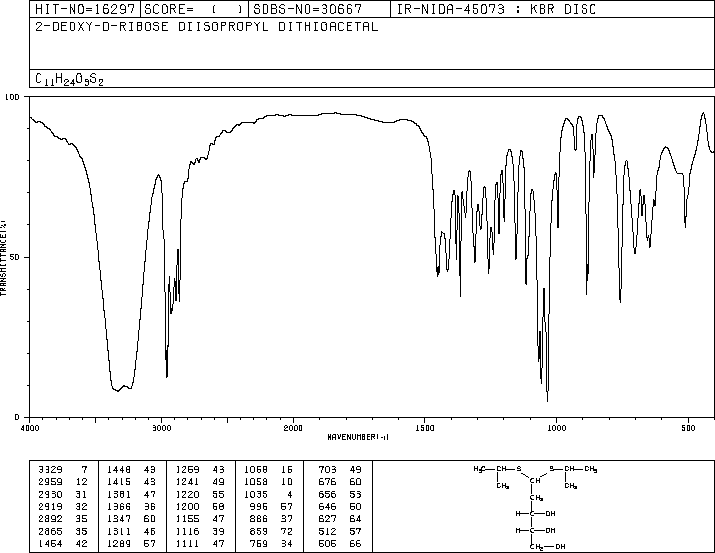 HIT-NO=16297 SCORE= ( ) SDBS-NO=30667 IR-NIDA-45073 : KBR DISC
2-DEOXY-D-RIBOSE DIISOPROPYL DITHIOACETAL
C11H24O3S2
100
50
0
TRANSMITTANCE(%)
4000 3000 2000 1500 1000 500
WAVENUMBER(-1)
3329 7 1448 43 1259 43 1068 16 703 49
2959 12 1415 43 1241 49 1058 10 676 60
2930 31 1381 47 1220 55 1035 4 656 53
2919 32 1366 36 1200 58 996 57 646 50
2892 35 1347 60 1155 47 886 37 627 64
2865 35 1311 46 1116 39 859 72 512 57
1454 42 1289 57 1111 47 759 34 506 66
H3C CH S S CH CH3
CH3 CH CH3
CH2
H C OH
H C OH
H2C OH